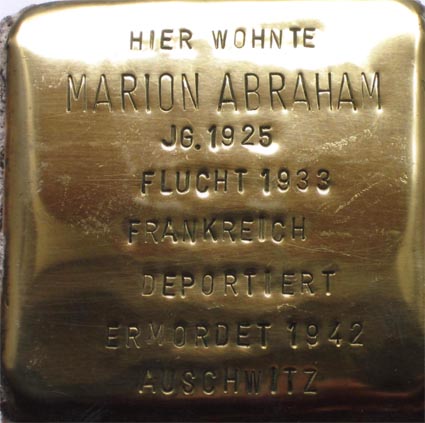 HIER WOHNTE
MARION ABRAHAM
JG. 1925
FLUCHT 1933
FRANKREICH
DEPORTIERT
ERMORDET 1942
AUSCHWITZ